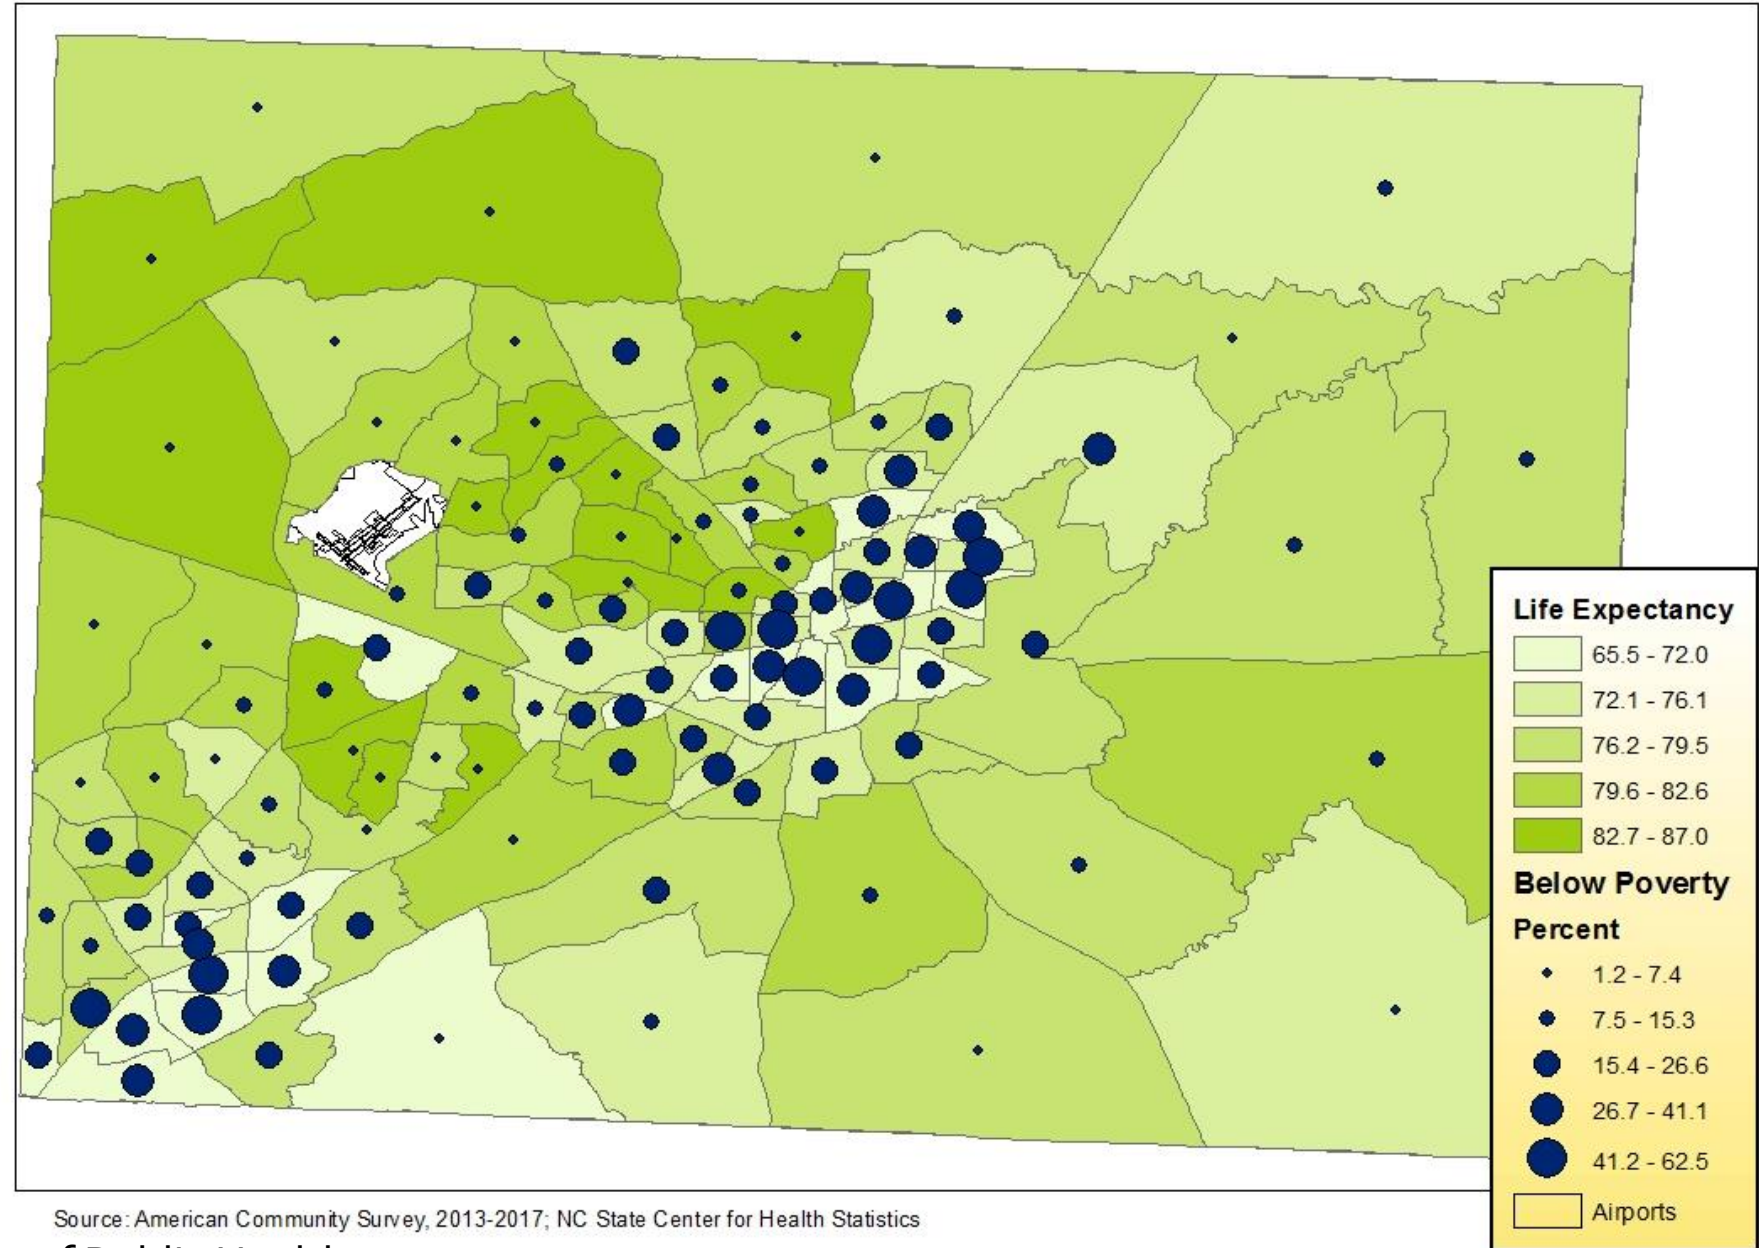 Life Expectancy
65.5 - 72.0
72.1 - 76.1
76.2 - 79.5
79.6 - 82.6
82.7 - 87.0
Below Poverty
Percent
1.2 - 7.4
7.5 - 15.3
15.4 - 26.6
26.7 - 41.1
41.2 - 62.5
Airports
Source: American Community Survey, 2013-2017; NC State Center for Health Statistics